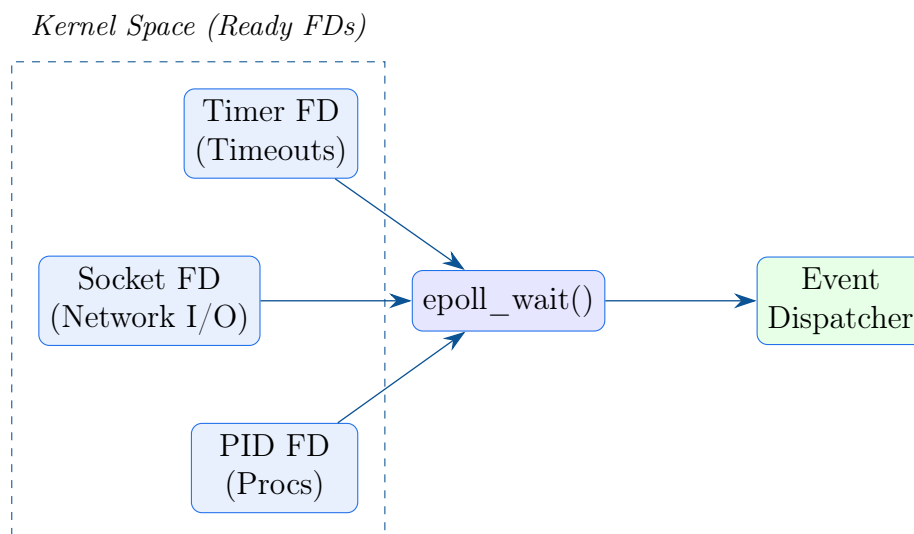 Kernel Space (Ready FDs)
Timer FD
(Timeouts)
Socket FD
(Network I/O)
epoll_wait()
Event
Dispatcher
PID FD
(Procs)